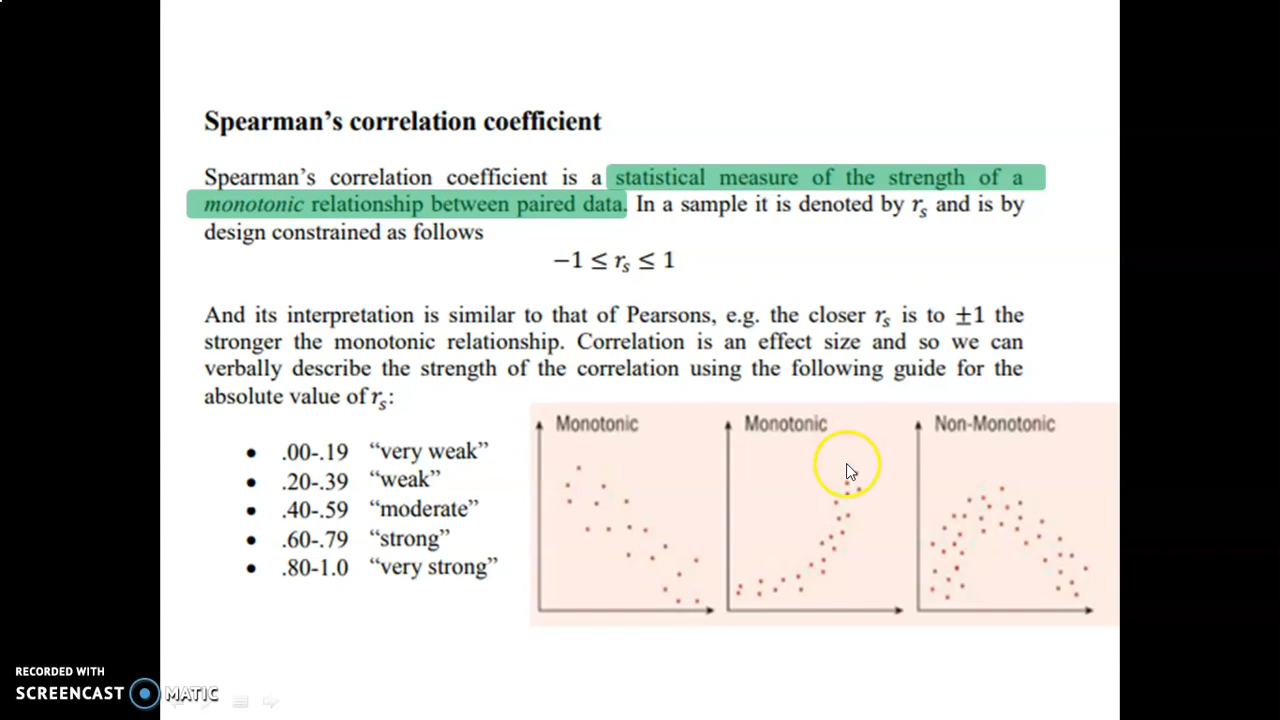 Spearman's correlation coefficient
Spearman's correlation coefficient is a statistical measure of the strength of a
monotonic relationship between paired data. In a sample it is denoted by rₛ and is by
design constrained as follows
−1 ≤ rₛ ≤ 1
And its interpretation is similar to that of Pearsons, e.g. the closer rₛ is to ±1 the
stronger the monotonic relationship. Correlation is an effect size and so we can
verbally describe the strength of the correlation using the following guide for the
absolute value of rₛ:
• .00-.19 “very weak”
• .20-.39 “weak”
• .40-.59 “moderate”
• .60-.79 “strong”
• .80-1.0 “very strong”
Monotonic
Monotonic
Non-Monotonic
RECORDED WITH
SCREENCAST MATIC